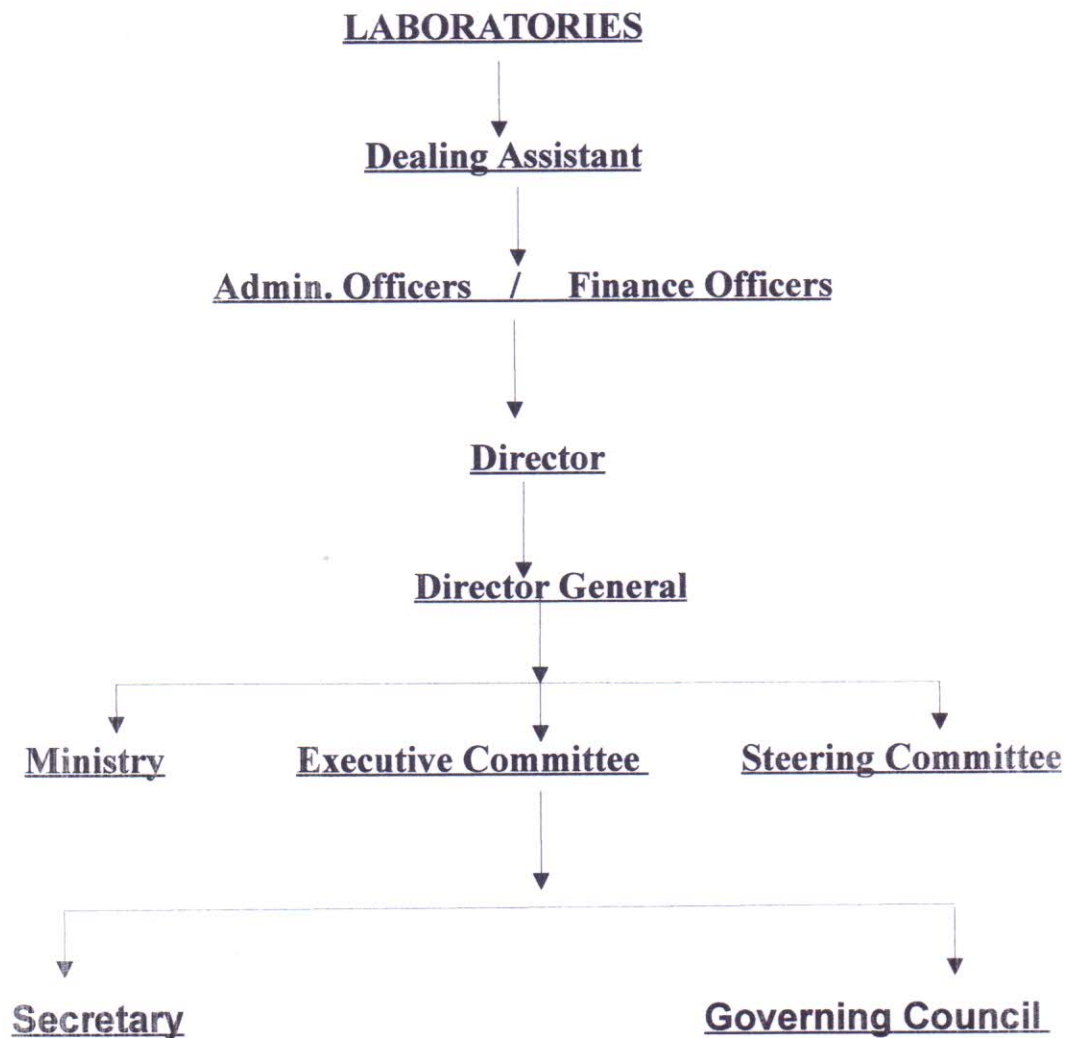 LABORATORIES
Dealing Assistant
Admin. Officers / Finance Officers
Director
Director General
Ministry Executive Committee Steering Committee
Secretary Governing Council